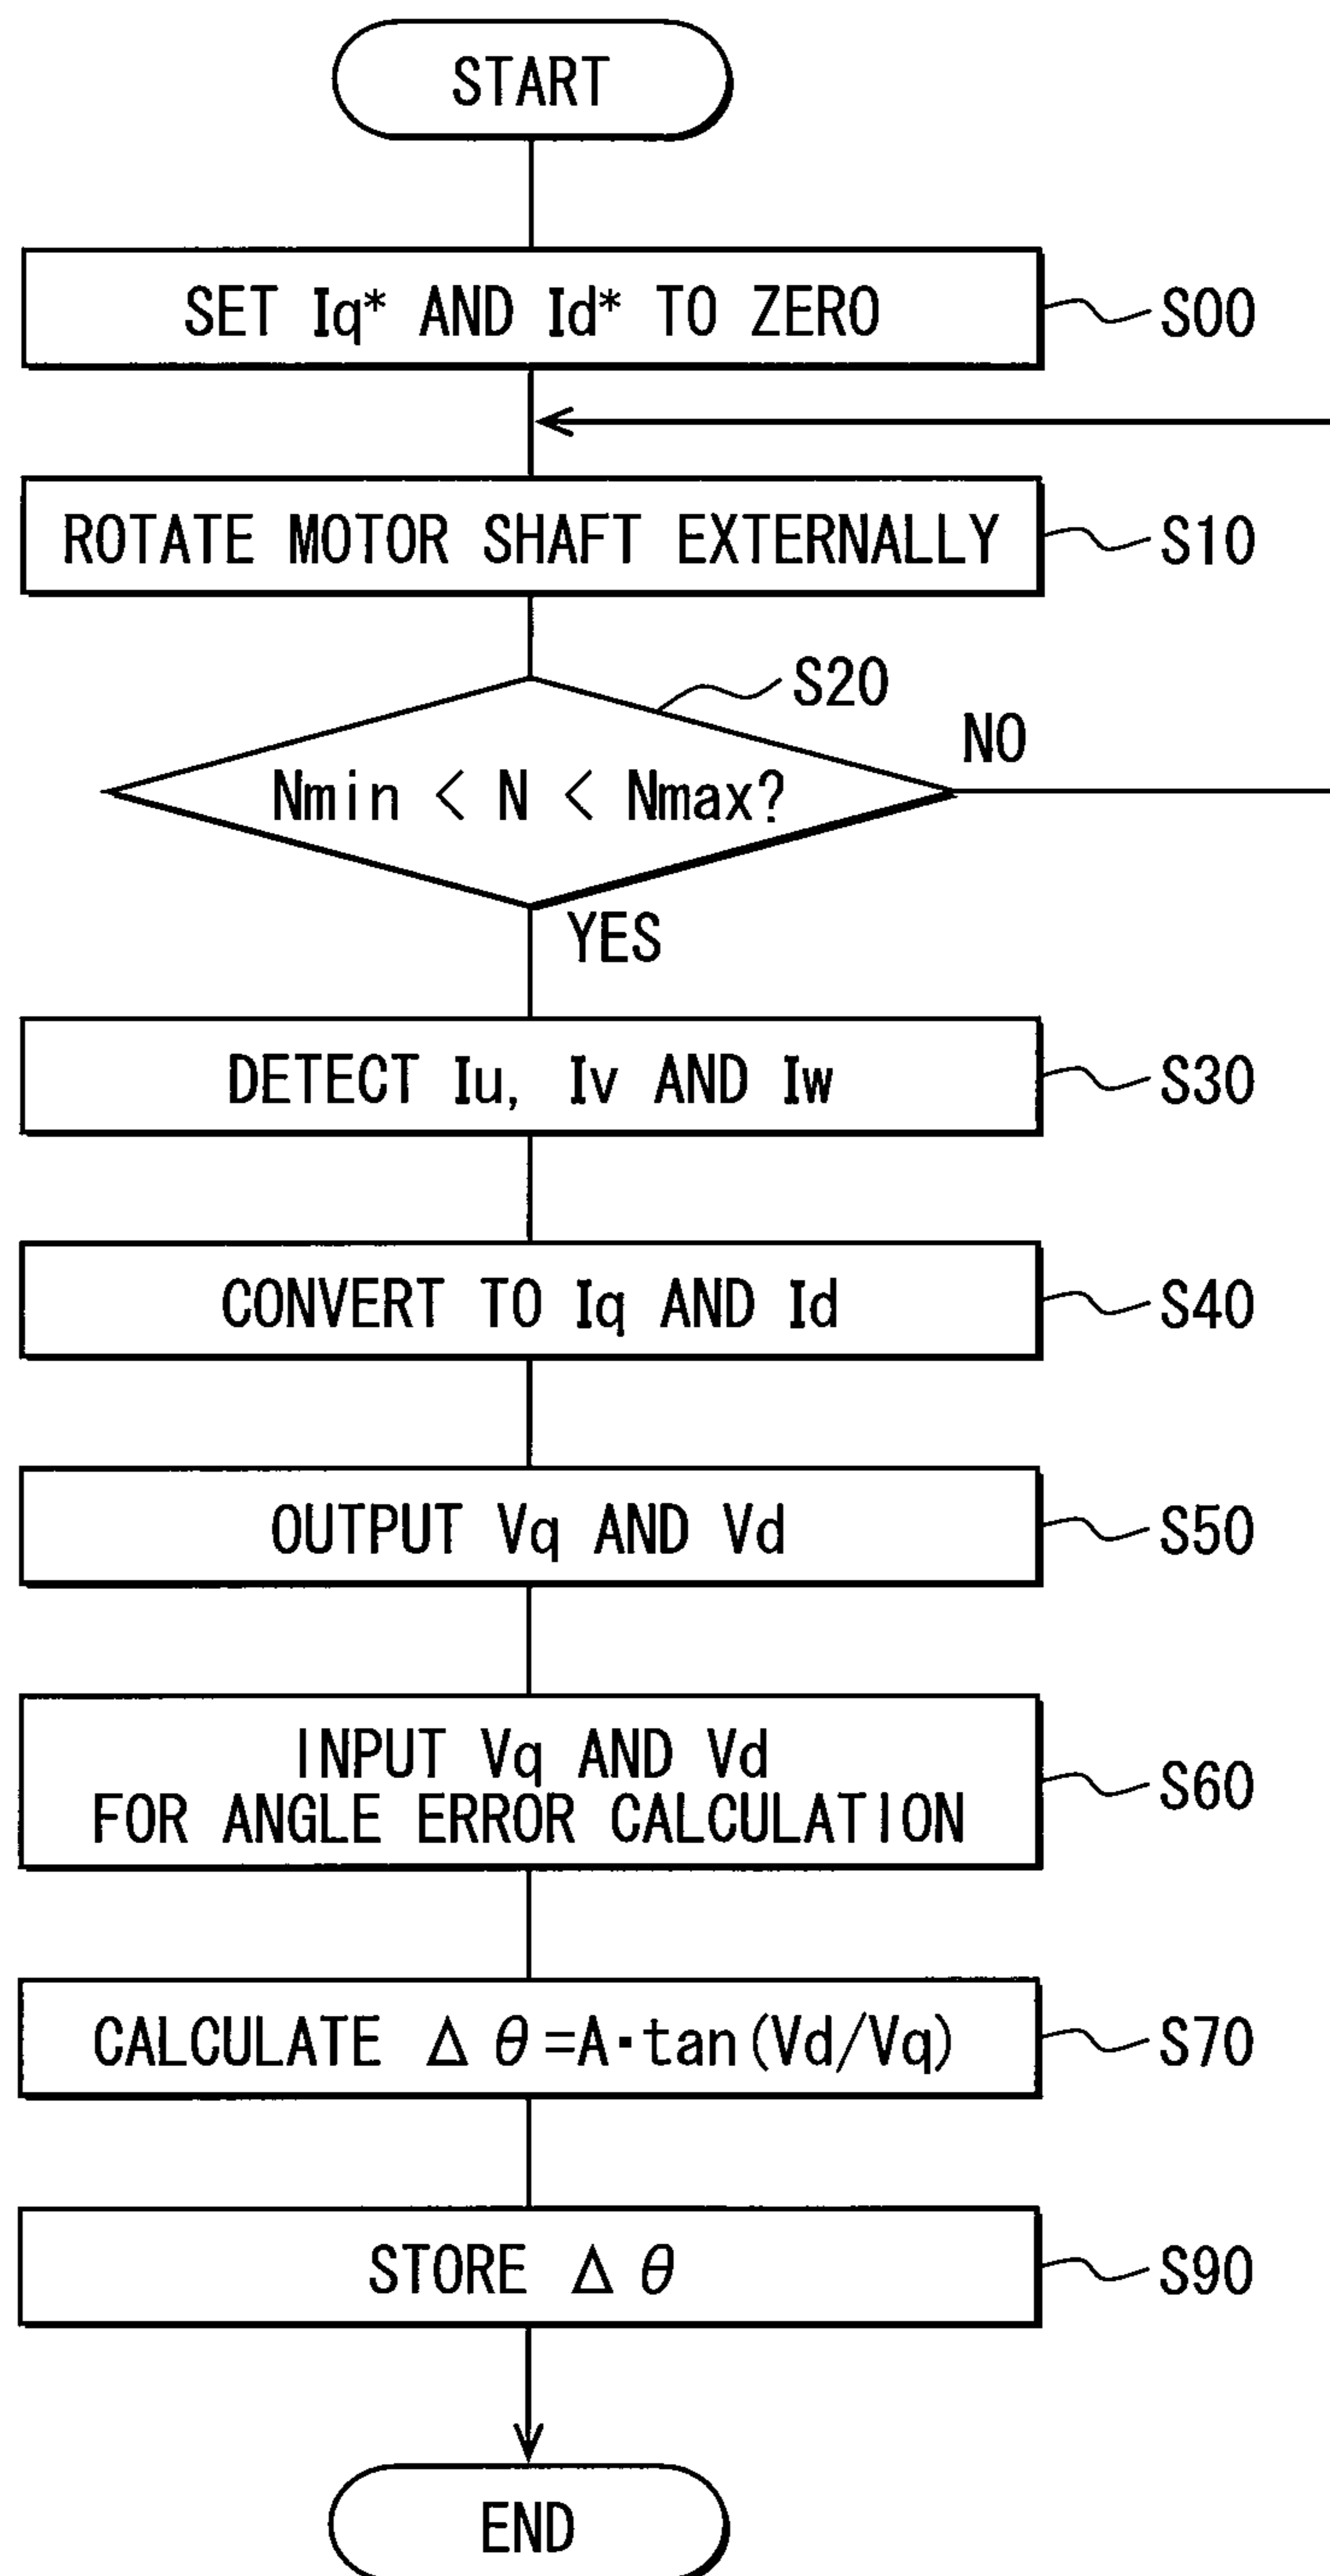 START
SET Iq* AND Id* TO ZERO
S00
ROTATE MOTOR SHAFT EXTERNALLY
S10
S20
NO
Nmin < N < Nmax?
YES
DETECT Iu, Iv AND Iw
S30
CONVERT TO Iq AND Id
S40
OUTPUT Vq AND Vd
S50
INPUT Vq AND Vd
FOR ANGLE ERROR CALCULATION
S60
CALCULATE Δθ=A·tan(Vd/Vq)
S70
STORE Δθ
S90
END